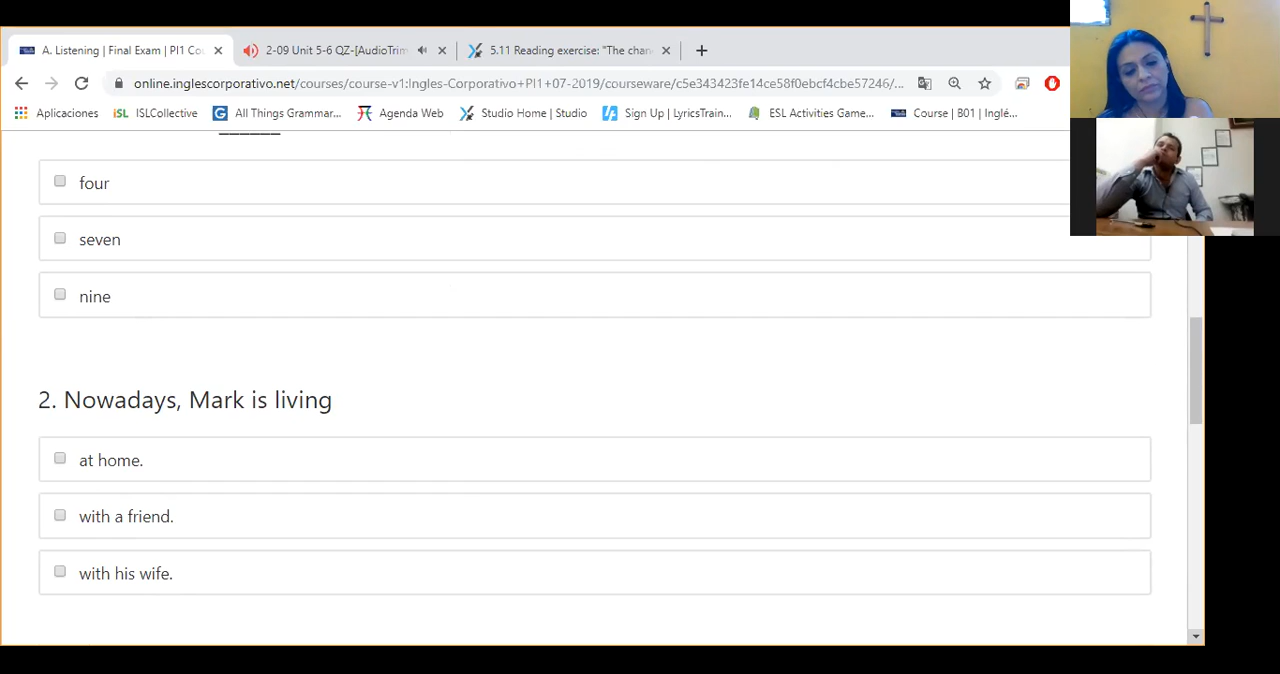 A. Listening | Final Exam | PI1 Co
2-09 Unit 5-6 QZ-[AudioTrim
5.11 Reading exercise: "The chan
online.inglescorporativo.net/courses/course-v1:Ingles-Corporativo+PI1+07-2019/courseware/c5e343423fe14ce58f0ebcf4cbe57246/...
Aplicaciones iSL ISLCollective G All Things Grammar... Agenda Web Studio Home | Studio Sign Up | LyricsTrain... ESL Activities Game... Course | B01 | Inglé...
four
seven
nine
2. Nowadays, Mark is living
at home.
with a friend.
with his wife.